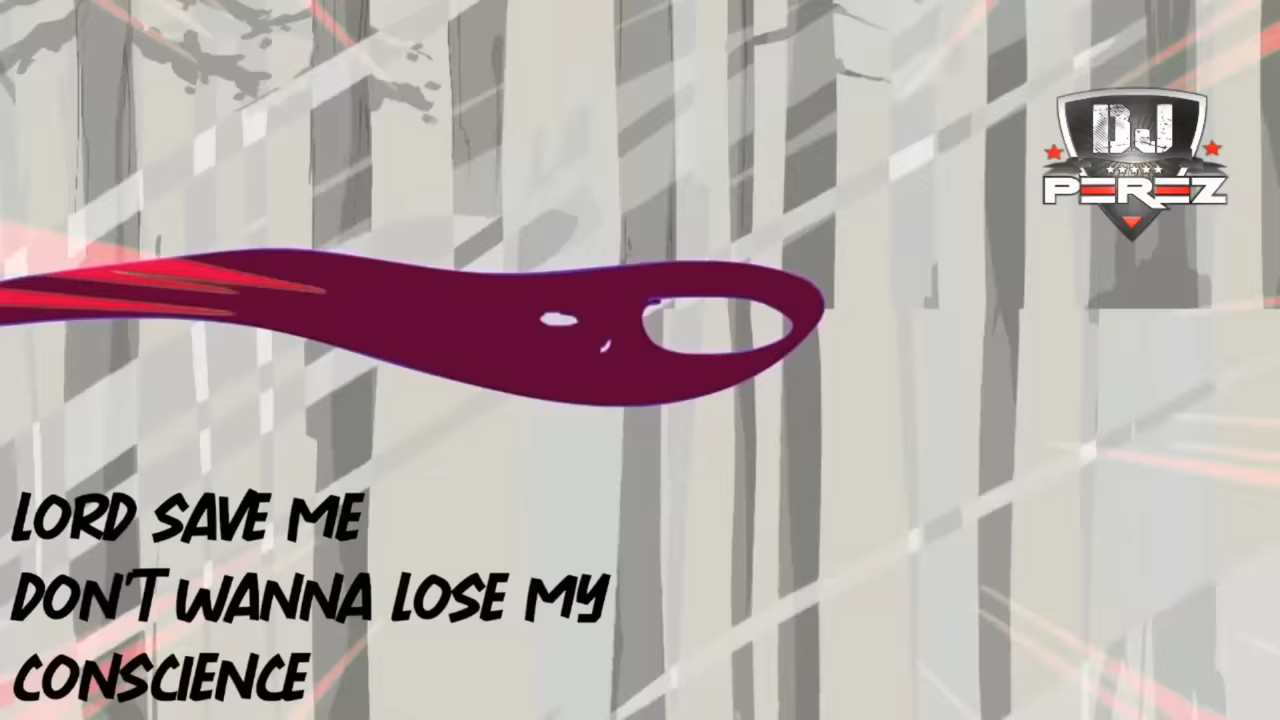 DJ
PEREZ
LORD SAVE ME
DON'T WANNA LOSE MY
CONSCIENCE